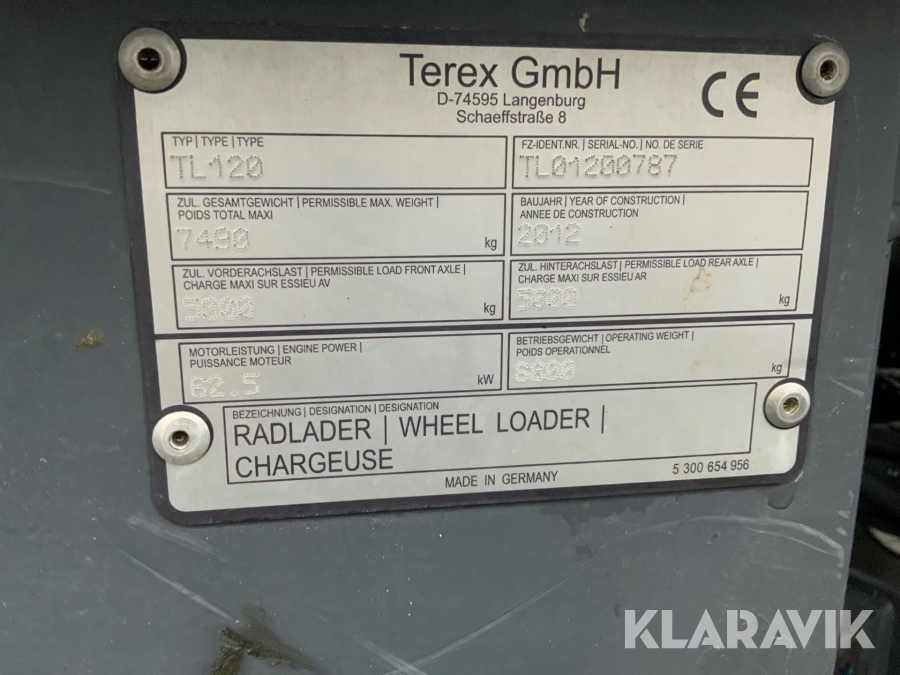 Terex GmbH
D-74595 Langenburg
Schaeffstraße 8
CE
TYP | TYPE | TYPE
TL120
FZ-IDENT.NR. | SERIAL-NO. | NO. DE SERIE
TL01200787
ZUL. GESAMTGEWICHT | PERMISSIBLE MAX. WEIGHT |
POIDS TOTAL MAXI
7490 kg
BAUJAHR | YEAR OF CONSTRUCTION |
ANNEE DE CONSTRUCTION
2012
ZUL. VORDERACHSLAST | PERMISSIBLE LOAD FRONT AXLE |
CHARGE MAXI SUR ESSIEU AV
5000 kg
ZUL. HINTERACHSLAST | PERMISSIBLE LOAD REAR AXLE |
CHARGE MAXI SUR ESSIEU AR
5000 kg
MOTORLEISTUNG | ENGINE POWER |
PUISSANCE MOTEUR
62.5 kW
BETRIEBSGEWICHT | OPERATING WEIGHT |
POIDS OPERATIONNEL
kg
BEZEICHNUNG | DESIGNATION | DESIGNATION
RADLADER | WHEEL LOADER |
CHARGEUSE
MADE IN GERMANY
5 300 654 956
KLARAVIK